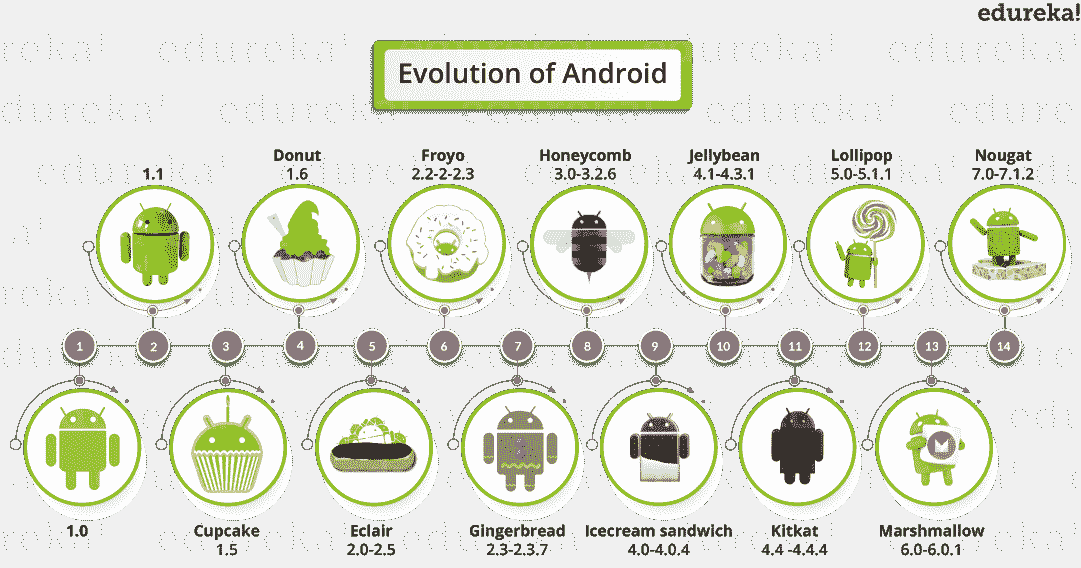 edureka!
Evolution of Android
1.1
Donut
1.6
Froyo
2.2-2-2.3
Honeycomb
3.0-3.2.6
Jellybean
4.1-4.3.1
Lollipop
5.0-5.1.1
Nougat
7.0-7.1.2
1
2
3
4
5
6
7
8
9
10
11
12
13
14
1.0
Cupcake
1.5
Eclair
2.0-2.5
Gingerbread
2.3-2.3.7
Icecream sandwich
4.0-4.0.4
Kitkat
4.4 -4.4.4
Marshmallow
6.0-6.0.1